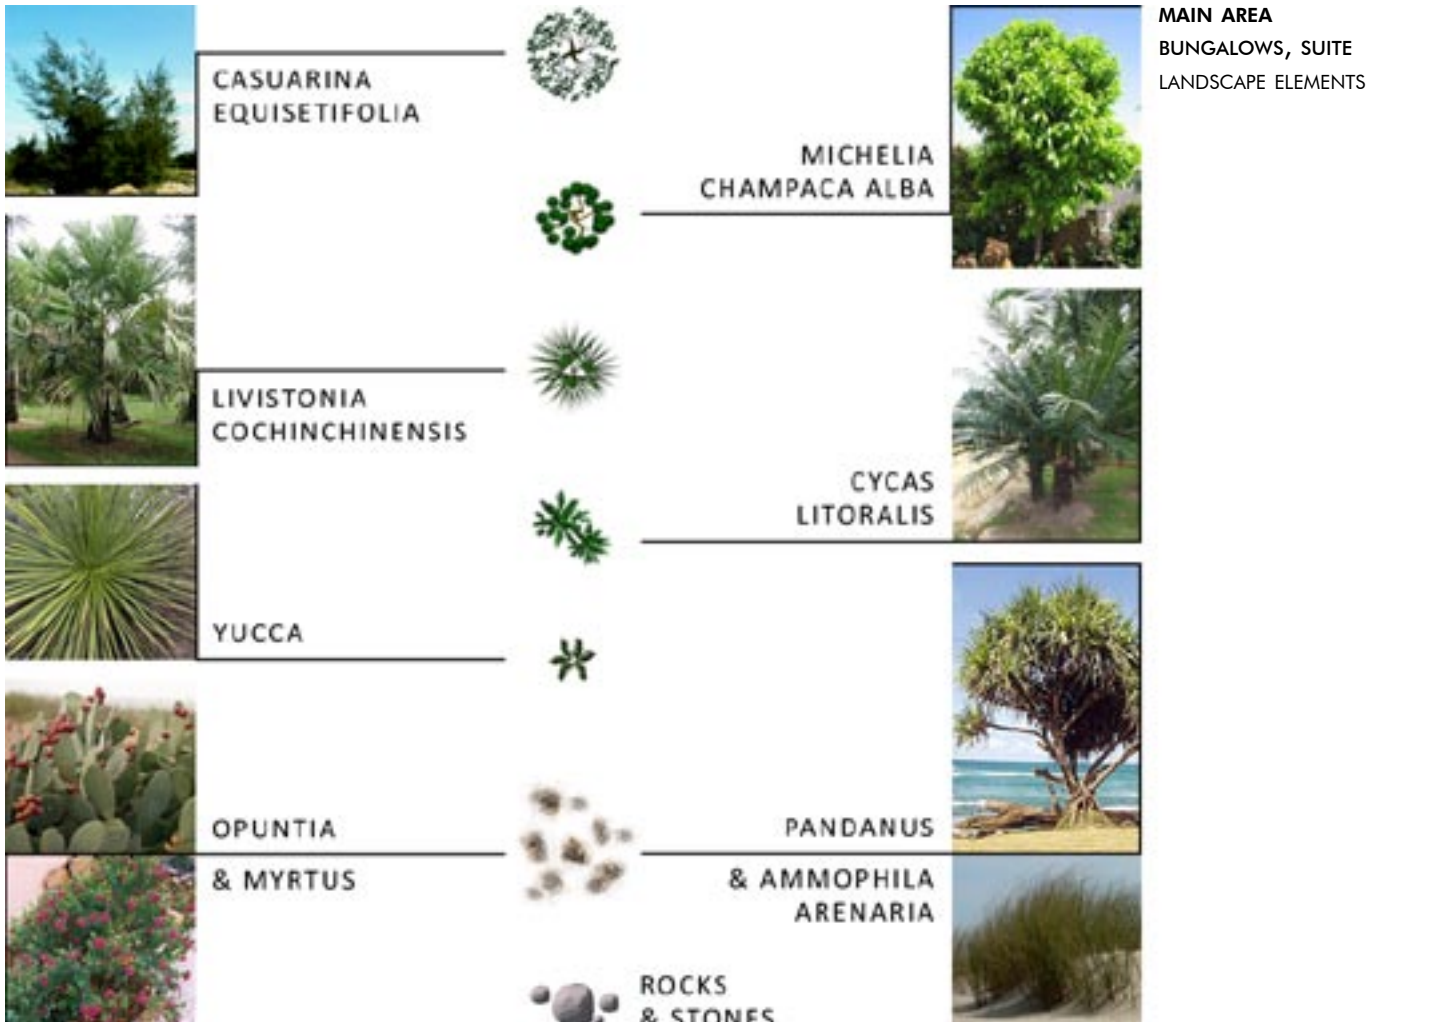 MAIN AREA
BUNGALOWS, SUITE
LANDSCAPE ELEMENTS
CASUARINA
EQUISETIFOLIA
MICHELIA
CHAMPACA ALBA
LIVISTONIA
COCHINCHINENSIS
CYCAS
LITORALIS
YUCCA
OPUNTIA
& MYRTUS
PANDANUS
& AMMOPHILA
ARENARIA
ROCKS
& STONES